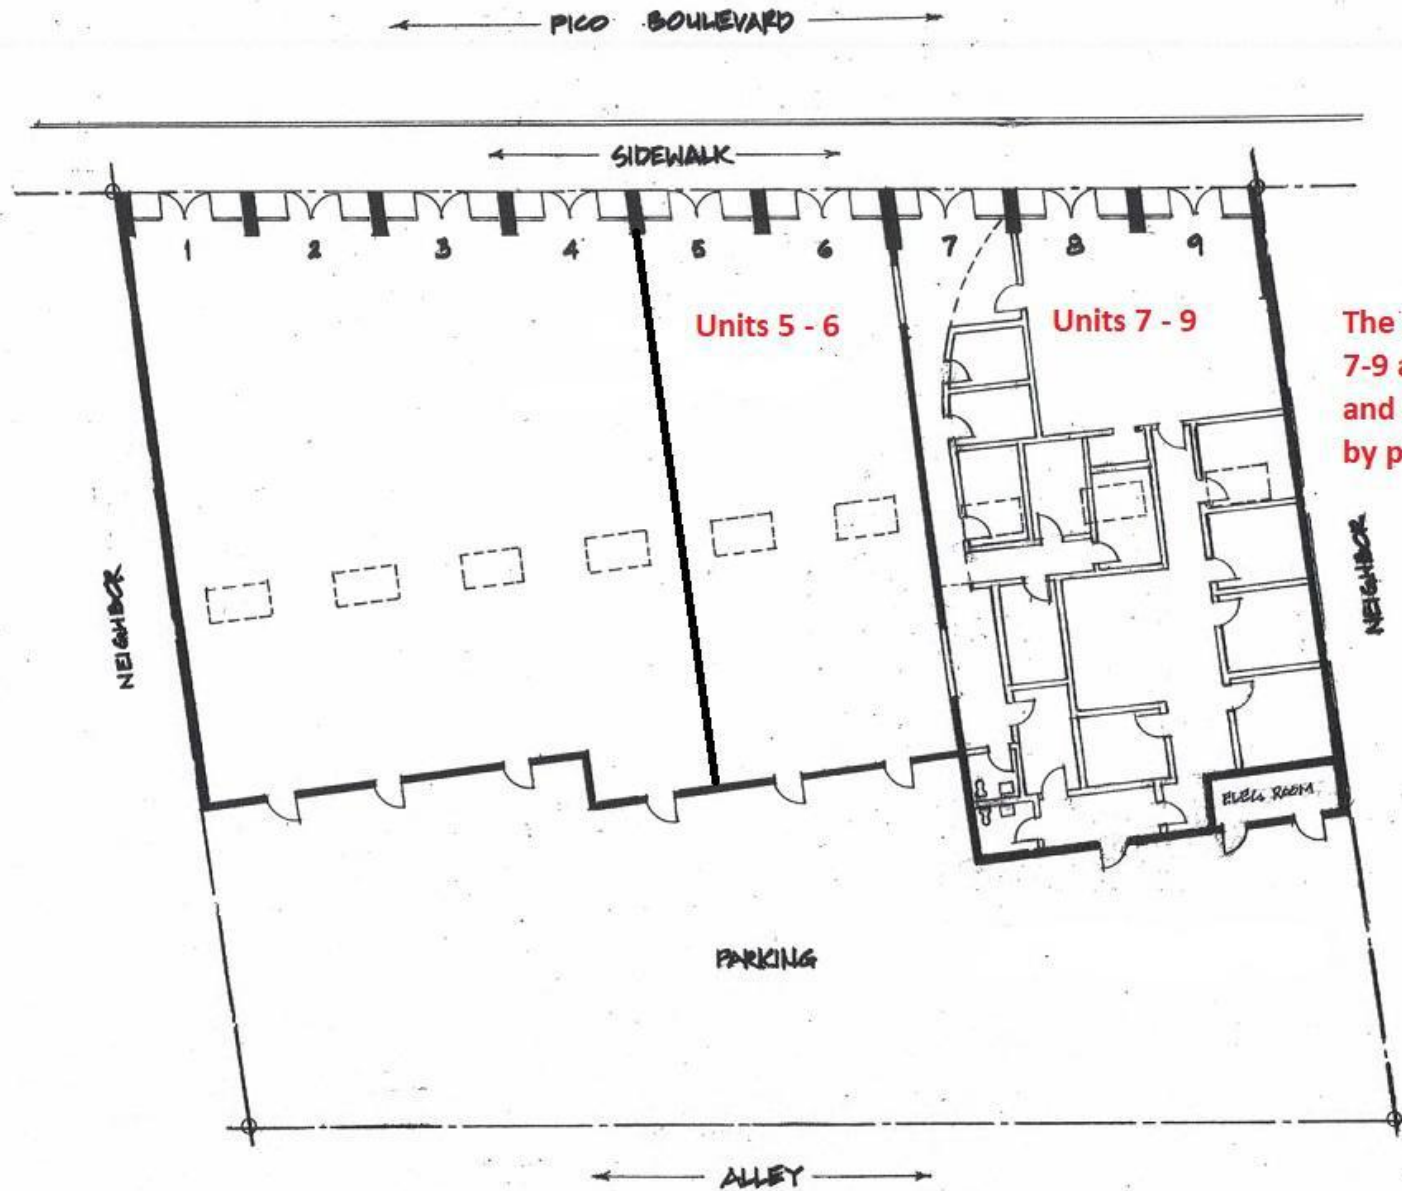 PICO BOULEVARD
SIDEWALK
1 2 3 4 5 6 7 8 9
Units 5 - 6
Units 7 - 9
The
7-9 a
and
by p
NEIGHBOR
NEIGHBOR
ELEC. ROOM
PARKING
ALLEY